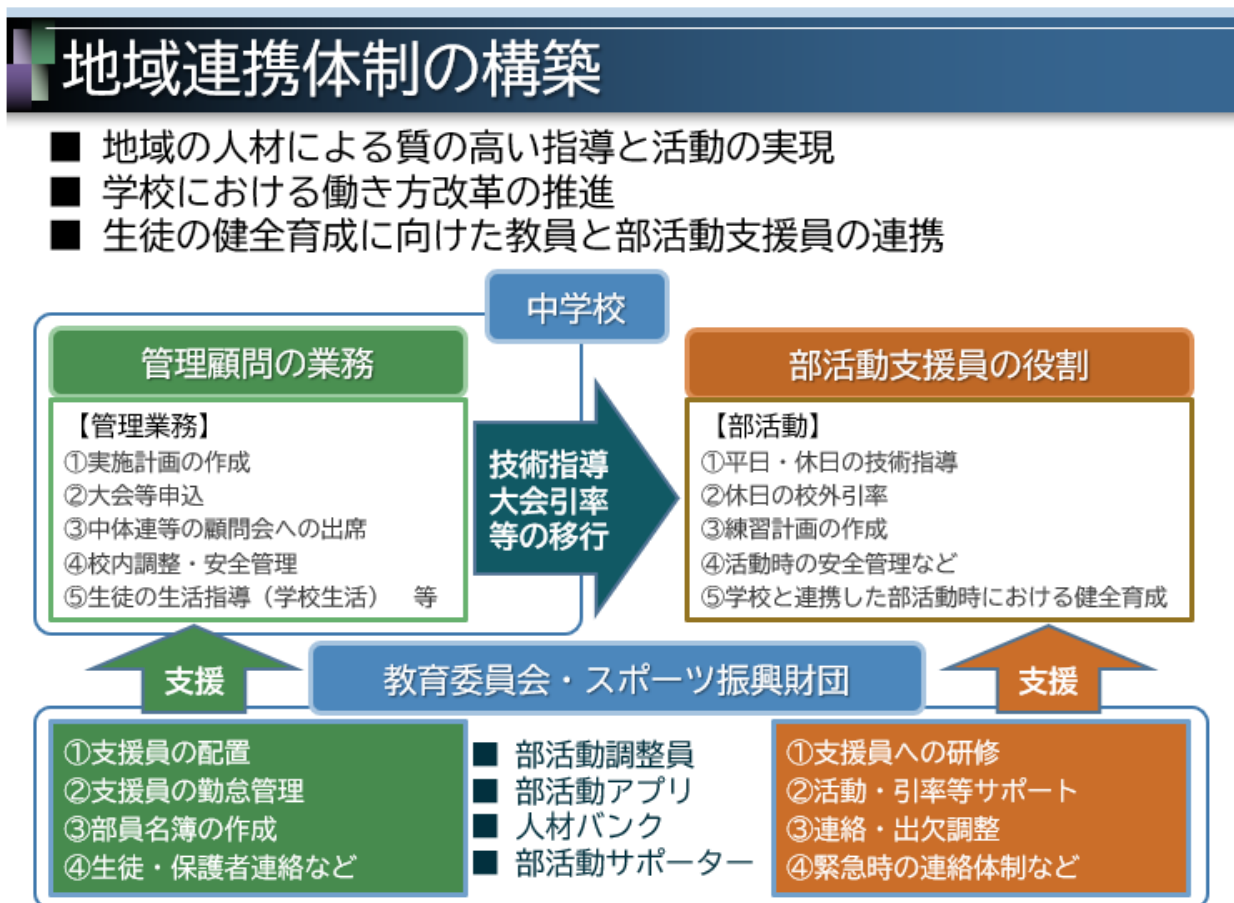 地域連携体制の構築
■ 地域の人材による質の高い指導と活動の実現
■ 学校における働き方改革の推進
■ 生徒の健全育成に向けた教員と部活動支援員の連携
中学校
管理顧問の業務
【管理業務】
①実施計画の作成
②大会等申込
③中体連等の顧問会への出席
④校内調整・安全管理
⑤生徒の生活指導（学校生活）　等
技術指導
大会引率
等の移行
部活動支援員の役割
【部活動】
①平日・休日の技術指導
②休日の校外引率
③練習計画の作成
④活動時の安全管理など
⑤学校と連携した部活動時における健全育成
支援
教育委員会・スポーツ振興財団
支援
①支援員の配置
②支援員の勤怠管理
③部員名簿の作成
④生徒・保護者連絡など
■ 部活動調整員
■ 部活動アプリ
■ 人材バンク
■ 部活動サポーター
①支援員への研修
②活動・引率等サポート
③連絡・出欠調整
④緊急時の連絡体制など